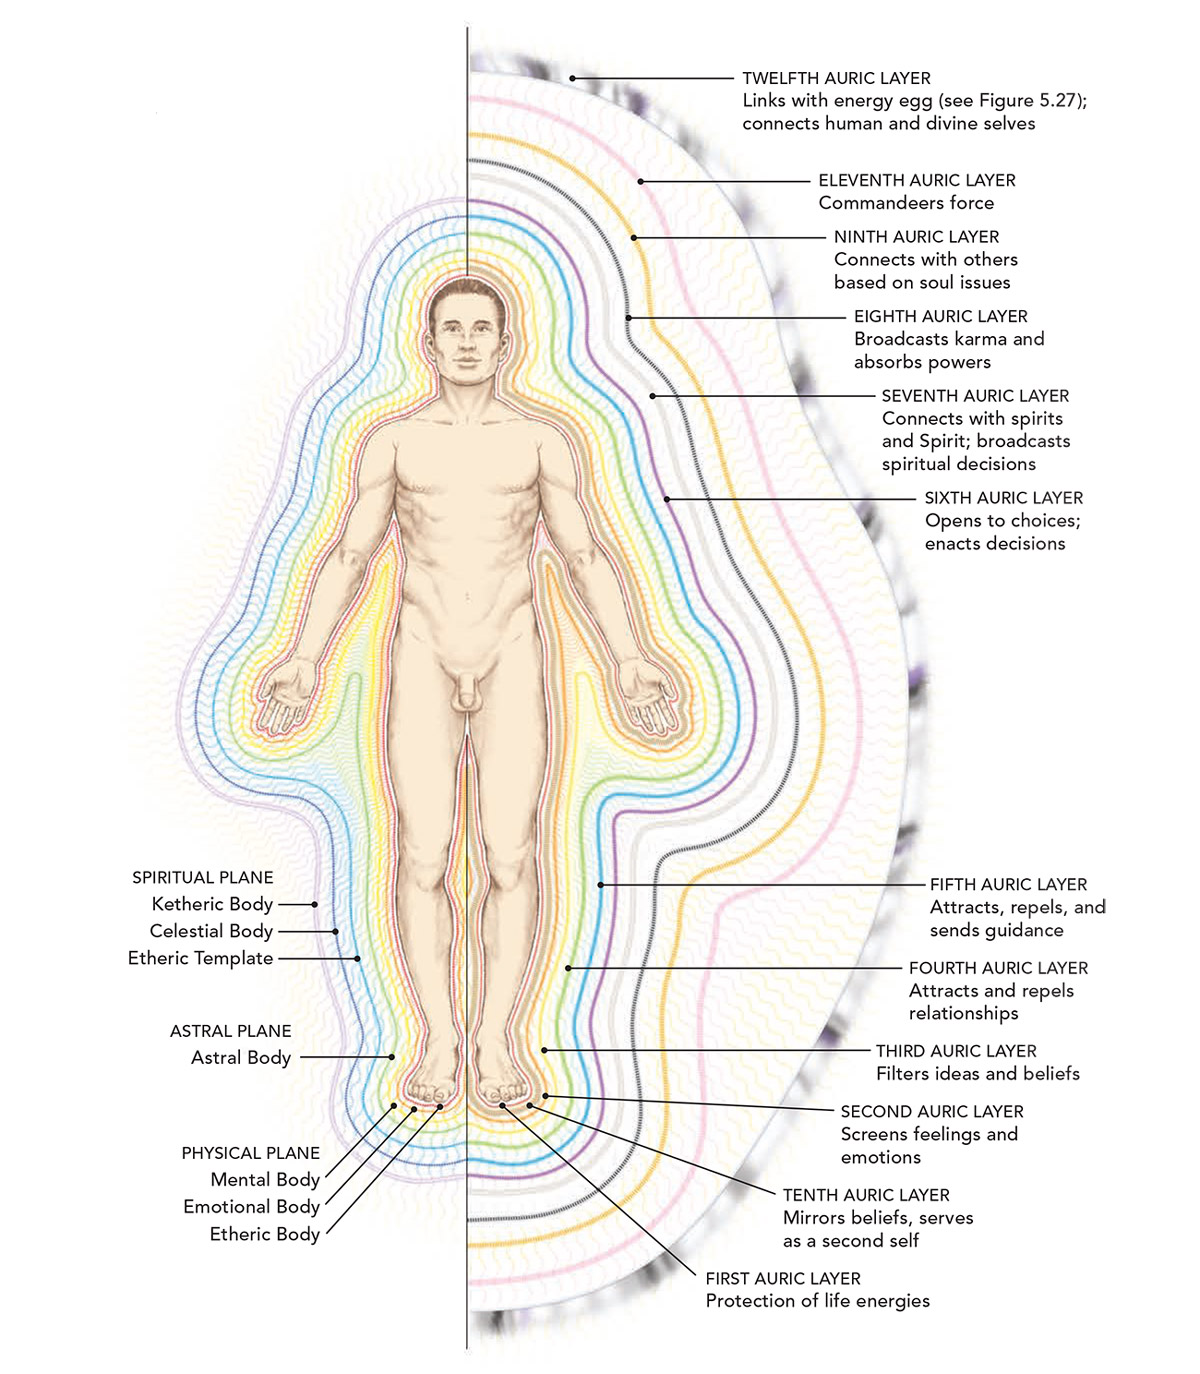 TWELFTH AURIC LAYER
Links with energy egg (see Figure 5.27);
connects human and divine selves
ELEVENTH AURIC LAYER
Commandeers force
NINTH AURIC LAYER
Connects with others
based on soul issues
EIGHTH AURIC LAYER
Broadcasts karma and
absorbs powers
SEVENTH AURIC LAYER
Connects with spirits
and Spirit; broadcasts
spiritual decisions
SIXTH AURIC LAYER
Opens to choices;
enacts decisions
SPIRITUAL PLANE
Ketheric Body
Celestial Body
Etheric Template
ASTRAL PLANE
Astral Body
PHYSICAL PLANE
Mental Body
Emotional Body
Etheric Body
FIFTH AURIC LAYER
Attracts, repels, and
sends guidance
FOURTH AURIC LAYER
Attracts and repels
relationships
THIRD AURIC LAYER
Filters ideas and beliefs
SECOND AURIC LAYER
Screens feelings and
emotions
TENTH AURIC LAYER
Mirrors beliefs, serves
as a second self
FIRST AURIC LAYER
Protection of life energies